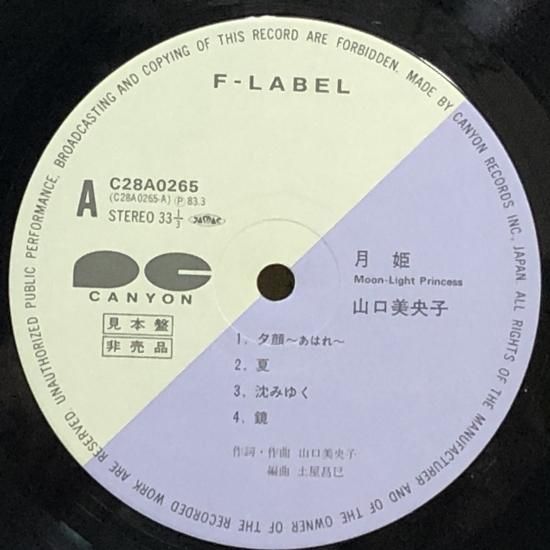 UNAUTHORIZED PUBLIC PERFORMANCE, BROADCASTING AND COPYING OF THIS RECORD ARE FORBIDDEN. MADE BY CANYON RECORDS INC, JAPAN. ALL RIGHTS OF THE MANUFACTURER AND OF THE OWNER OF THE RECORDED WORK ARE RESERVED.
F-LABEL
A
C28A0265
(C28A0265-A) Ⓟ 83.3
STEREO 33 1/3 JASRAC
CANYON
見本盤
非売品
月 姫
Moon-Light Princess
山口美央子
1. 夕顔〜あはれ〜
2. 夏
3. 沈みゆく
4. 鏡
作詞・作曲 山口美央子
編曲 土屋昌巳